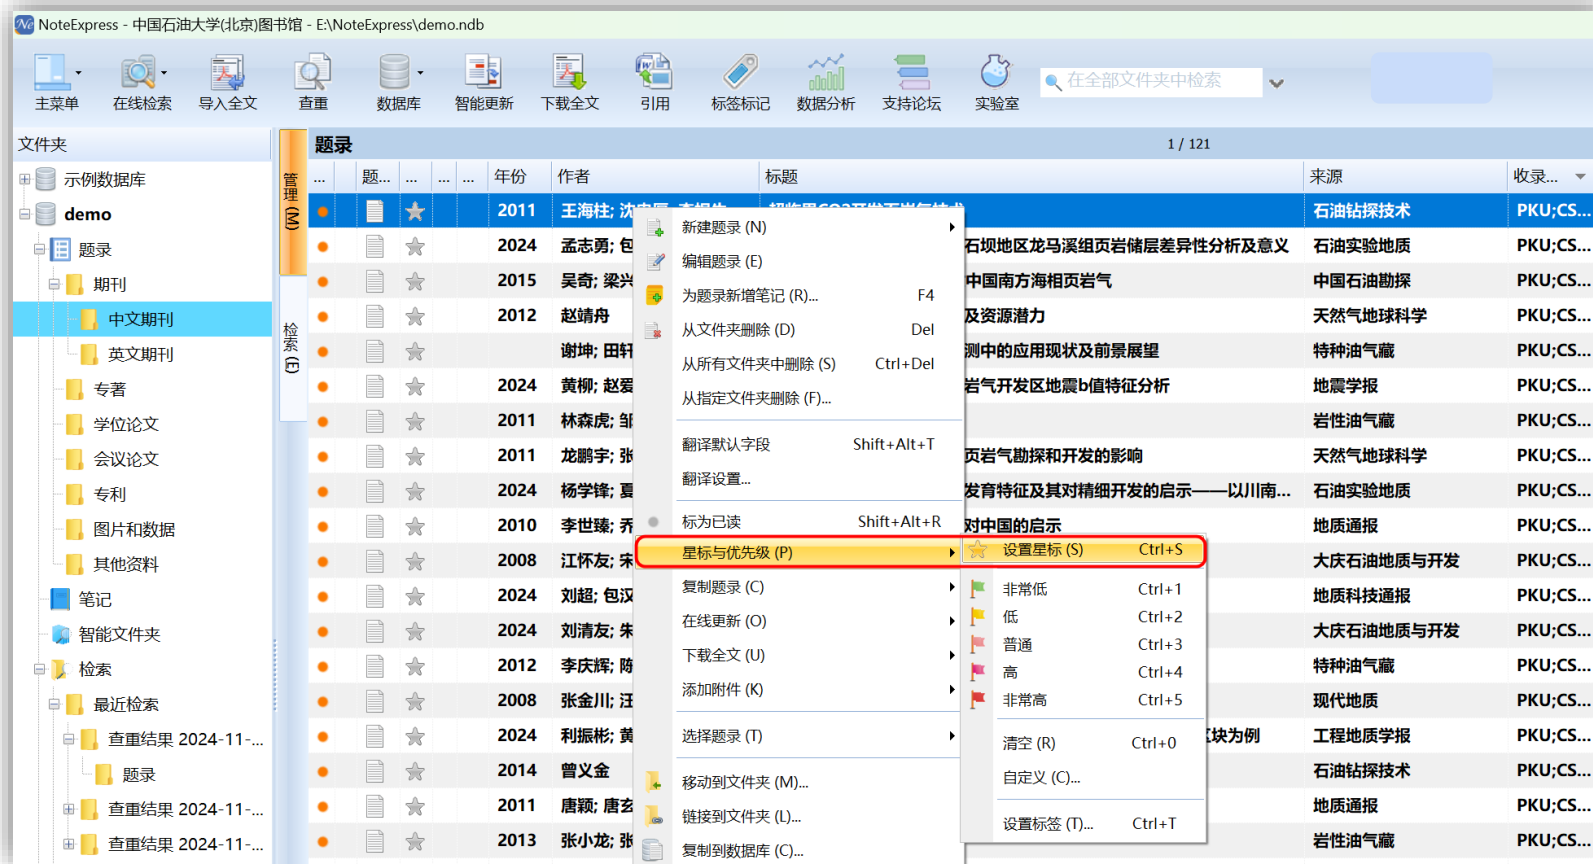 NoteExpress - 中国石油大学(北京)图书馆 - E:\NoteExpress\demo.ndb
主菜单 在线检索 导入全文 查重 数据库 智能更新 下载全文 引用 标签标记 数据分析 支持论坛 实验室 在全部文件夹中检索
文件夹
示例数据库
demo
题录
期刊
中文期刊
英文期刊
专著
学位论文
会议论文
专利
图片和数据
其他资料
笔记
智能文件夹
检索
最近检索
查重结果 2024-11-...
题录
查重结果 2024-11-...
查重结果 2024-11-...
管理 (M)
检索 (E)
题录 1 / 121
... 题... ... ... ... 年份 作者 标题 来源 收录...
2011 王海柱; 石油钻探技术 PKU;CS...
2024 孟志勇; 包 石坝地区龙马溪组页岩储层差异性分析及意义 石油实验地质 PKU;CS...
2015 吴奇; 梁兴 中国南方海相页岩气 中国石油勘探 PKU;CS...
2012 赵靖舟 及资源潜力 天然气地球科学 PKU;CS...
谢坤; 田轩 测中的应用现状及前景展望 特种油气藏 PKU;CS...
2024 黄柳; 赵爱 岩气开发区地震b值特征分析 地震学报 PKU;CS...
2011 林森虎; 邹 岩性油气藏 PKU;CS...
2011 龙鹏宇; 张 页岩气勘探和开发的影响 天然气地球科学 PKU;CS...
2024 杨学锋; 夏 发育特征及其对精细开发的启示——以川南... 石油实验地质 PKU;CS...
2010 李世臻; 乔 对中国的启示 地质通报 PKU;CS...
2008 江怀友; 宋 大庆石油地质与开发 PKU;CS...
2024 刘超; 包汉 地质科技通报 PKU;CS...
2024 刘清友; 朱 大庆石油地质与开发 PKU;CS...
2012 李庆辉; 陈 特种油气藏 PKU;CS...
2008 张金川; 汪 现代地质 PKU;CS...
2024 利振彬; 黄 区块为例 工程地质学报 PKU;CS...
2014 曾义金 石油钻探技术 PKU;CS...
2011 唐颖; 唐玄 地质通报 PKU;CS...
2013 张小龙; 张 岩性油气藏 PKU;CS...
新建题录 (N)
编辑题录 (E)
为题录新增笔记 (R)... F4
从文件夹删除 (D) Del
从所有文件夹中删除 (S) Ctrl+Del
从指定文件夹删除 (F)...
翻译默认字段 Shift+Alt+T
翻译设置...
标为已读 Shift+Alt+R
星标与优先级 (P)
复制题录 (C)
在线更新 (O)
下载全文 (U)
添加附件 (K)
选择题录 (T)
移动到文件夹 (M)...
链接到文件夹 (L)...
复制到数据库 (C)...
设置星标 (S) Ctrl+S
非常低 Ctrl+1
低 Ctrl+2
普通 Ctrl+3
高 Ctrl+4
非常高 Ctrl+5
清空 (R) Ctrl+0
自定义 (C)...
设置标签 (T)... Ctrl+T